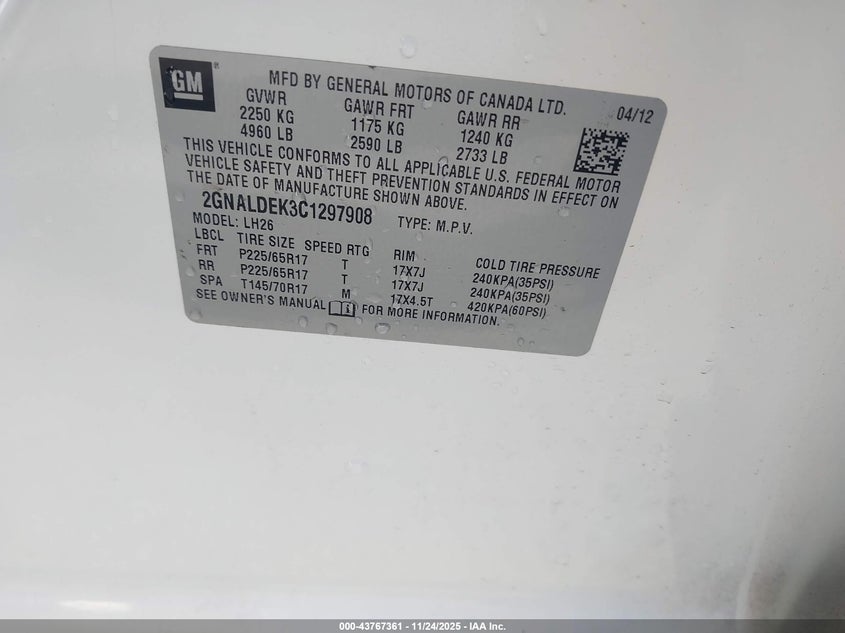 GM ®
MFD BY GENERAL MOTORS OF CANADA LTD. 04/12
GVWR GAWR FRT GAWR RR
2250 KG 1175 KG 1240 KG
4960 LB 2590 LB 2733 LB
THIS VEHICLE CONFORMS TO ALL APPLICABLE U.S. FEDERAL MOTOR
VEHICLE SAFETY AND THEFT PREVENTION STANDARDS IN EFFECT ON
THE DATE OF MANUFACTURE SHOWN ABOVE.
2GNALDEK3C1297908 TYPE: M.P.V.
MODEL: LH26
LBCL TIRE SIZE SPEED RTG RIM COLD TIRE PRESSURE
FRT P225/65R17 T 17X7J 240KPA(35PSI)
RR P225/65R17 T 17X7J 240KPA(35PSI)
SPA T145/70R17 M 17X4.5T 420KPA(60PSI)
SEE OWNER'S MANUAL FOR MORE INFORMATION.
000-43767361 - 11/24/2025 - IAA Inc.